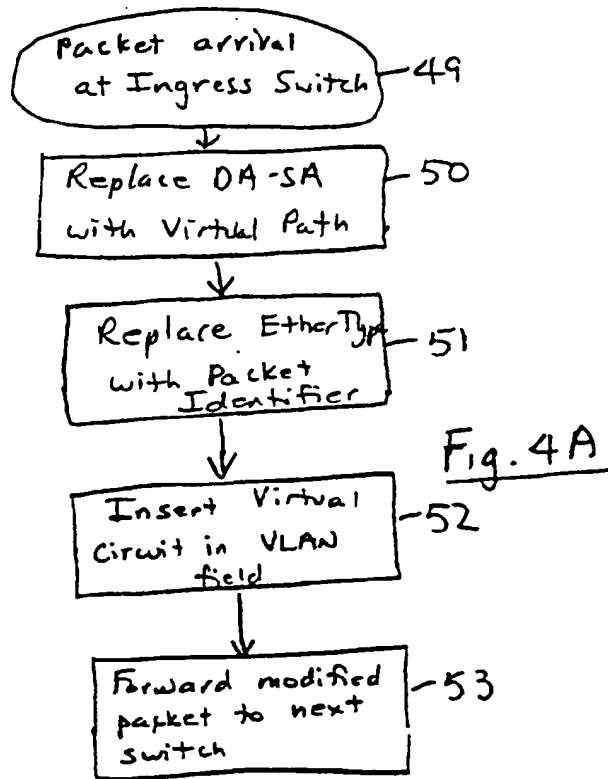 Packet arrival
at Ingress Switch
49
Replace DA-SA
with Virtual Path
50
Replace EtherType
with Packet
Identifier
51
Fig. 4A
Insert Virtual
Circuit in VLAN
field
52
Forward modified
packet to next
switch
53